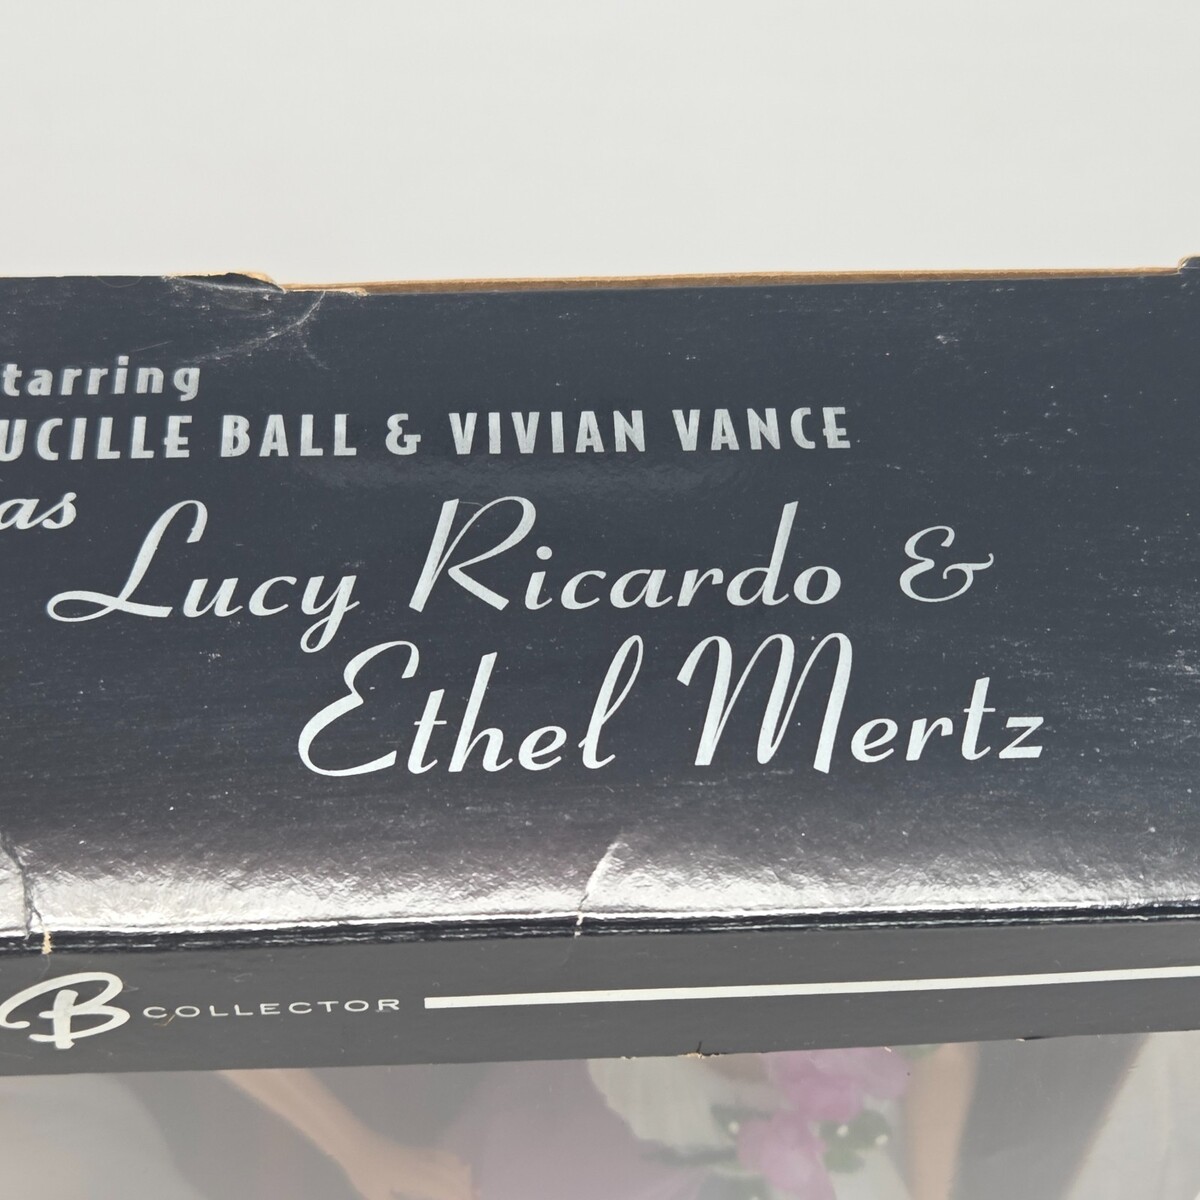 tarring
UCILLE BALL & VIVIAN VANCE
as
Lucy Ricardo &
Ethel Mertz
B COLLECTOR